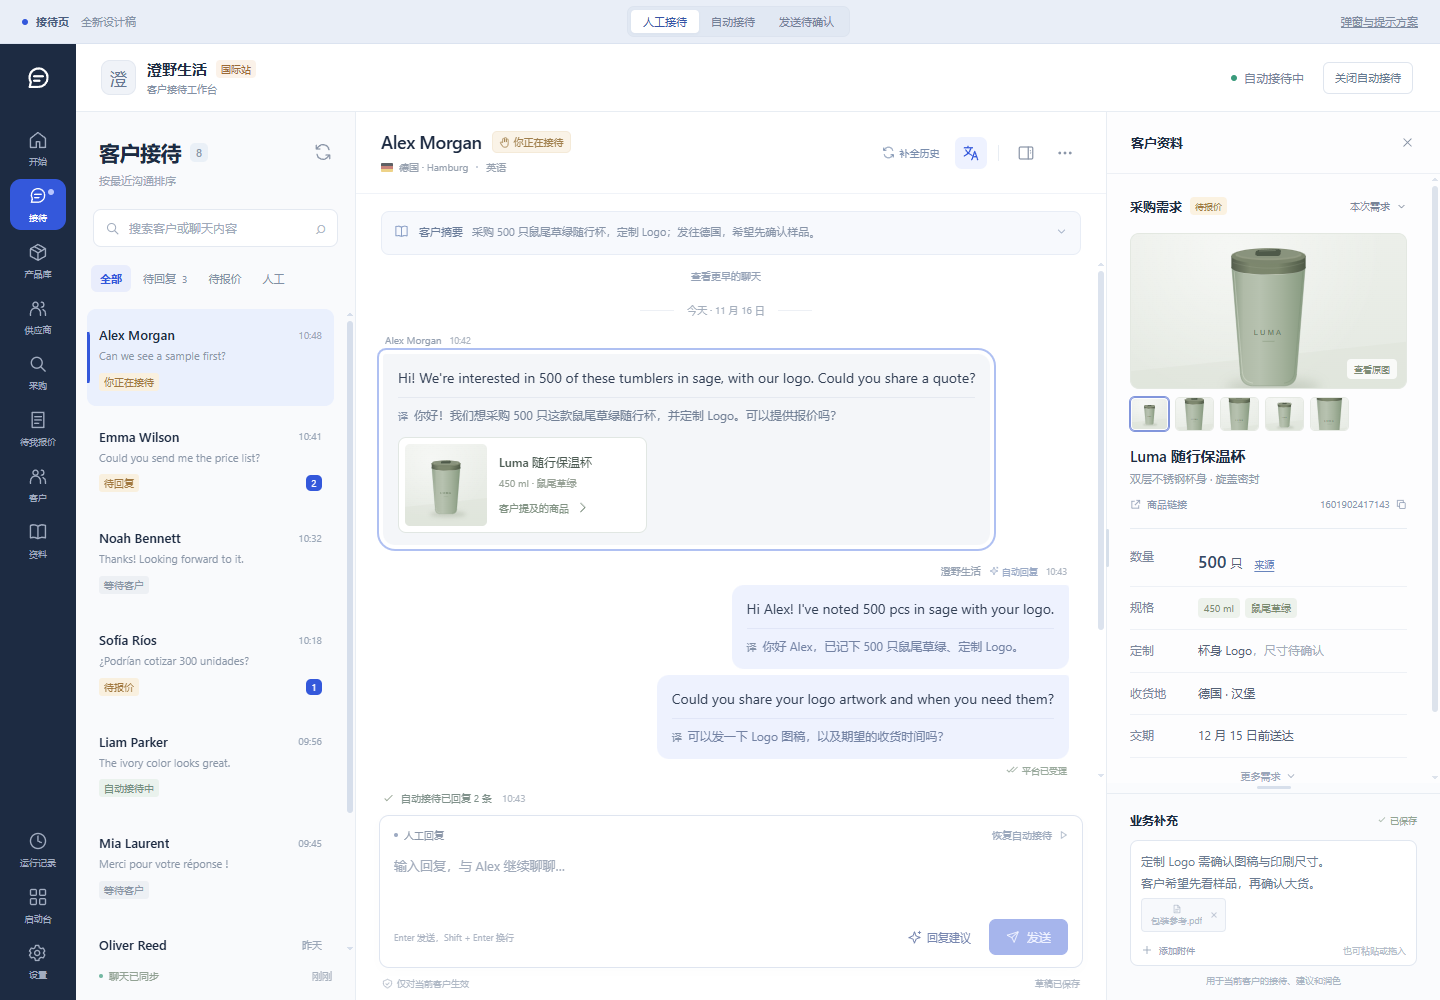 接待页 全新设计稿
人工接待 自动接待 发送待确认
弹窗与提示方案
开始
接待
产品库
供应商
采购
待我报价
客户
资料
运行记录
启动台
设置
澄
澄野生活 国际站
客户接待工作台
自动接待中
关闭自动接待
客户接待 8
按最近沟通排序
搜索客户或聊天内容
全部 待回复 3 待报价 人工
Alex Morgan 10:48
Can we see a sample first?
你正在接待
Emma Wilson 10:41
Could you send me the price list?
待回复 2
Noah Bennett 10:32
Thanks! Looking forward to it.
等待客户
Sofía Ríos 10:18
¿Podrían cotizar 300 unidades?
待报价 1
Liam Parker 09:56
The ivory color looks great.
自动接待中
Mia Laurent 09:45
Merci pour votre réponse !
等待客户
Oliver Reed 昨天
聊天已同步 刚刚
Alex Morgan 你正在接待
德国 · Hamburg · 英语
补全历史
客户摘要 采购 500 只鼠尾草绿随行杯，定制 Logo；发往德国，希望先确认样品。
查看更早的聊天
今天 · 11 月 16 日
Alex Morgan 10:42
Hi! We're interested in 500 of these tumblers in sage, with our logo. Could you share a quote?
译 你好！我们想采购 500 只这款鼠尾草绿随行杯，并定制 Logo。可以提供报价吗？
Luma 随行保温杯
450 ml · 鼠尾草绿
客户提及的商品
澄野生活 自动回复 10:43
Hi Alex! I've noted 500 pcs in sage with your logo.
译 你好 Alex，已记下 500 只鼠尾草绿、定制 Logo。
Could you share your logo artwork and when you need them?
译 可以发一下 Logo 图稿，以及期望的收货时间吗？
平台已受理
自动接待已回复 2 条 10:43
人工回复
恢复自动接待
输入回复，与 Alex 继续聊聊...
Enter 发送，Shift + Enter 换行
回复建议
发送
仅对当前客户生效
草稿已保存
客户资料
采购需求 待报价
本次需求
LUMA
查看原图
Luma 随行保温杯
双层不锈钢杯身 · 旋盖密封
商品链接 1601902417143
数量 500 只 来源
规格 450 ml 鼠尾草绿
定制 杯身 Logo，尺寸待确认
收货地 德国 · 汉堡
交期 12 月 15 日前送达
更多需求
业务补充 已保存
定制 Logo 需确认图稿与印刷尺寸。
客户希望先看样品，再确认大货。
包装参考.pdf
添加附件 也可粘贴或拖入
用于当前客户的接待、建议和润色